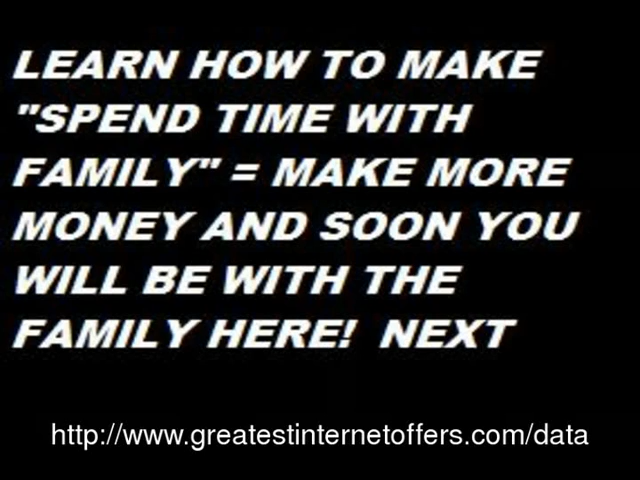 LEARN HOW TO MAKE
"SPEND TIME WITH
FAMILY" = MAKE MORE
MONEY AND SOON YOU
WILL BE WITH THE
FAMILY HERE!  NEXT
http://www.greatestinternetoffers.com/data